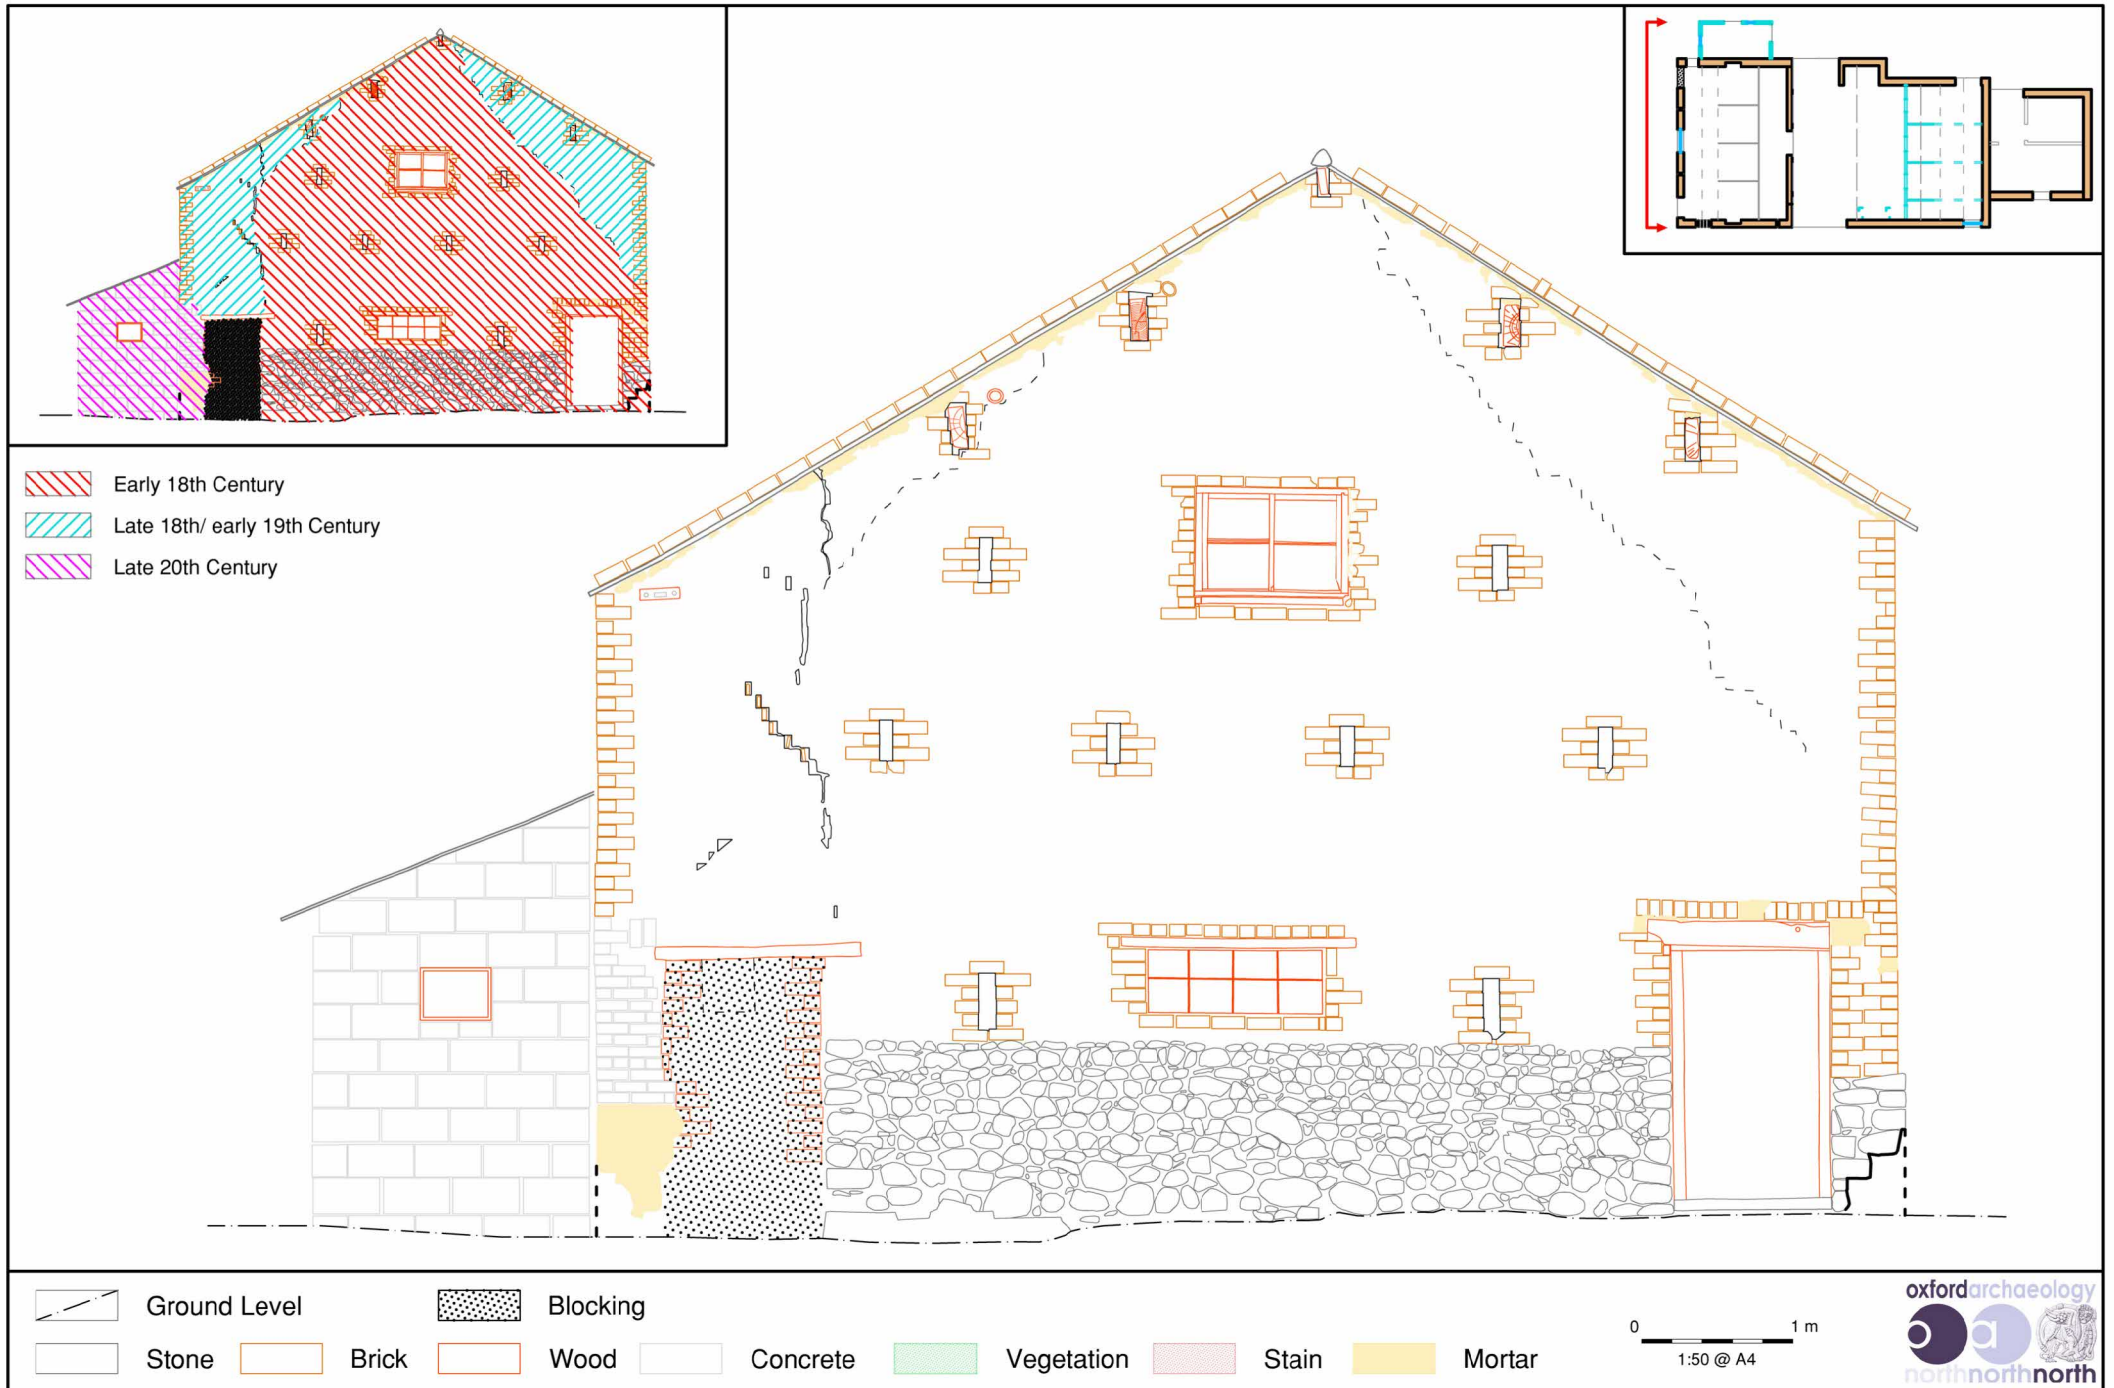 Early 18th Century
Late 18th/ early 19th Century
Late 20th Century
Ground Level
Blocking
Stone
Brick
Wood
Concrete
Vegetation
Stain
Mortar
0 1 m
1:50 @ A4
oxfordarchaeology
oa
northnorthnorth